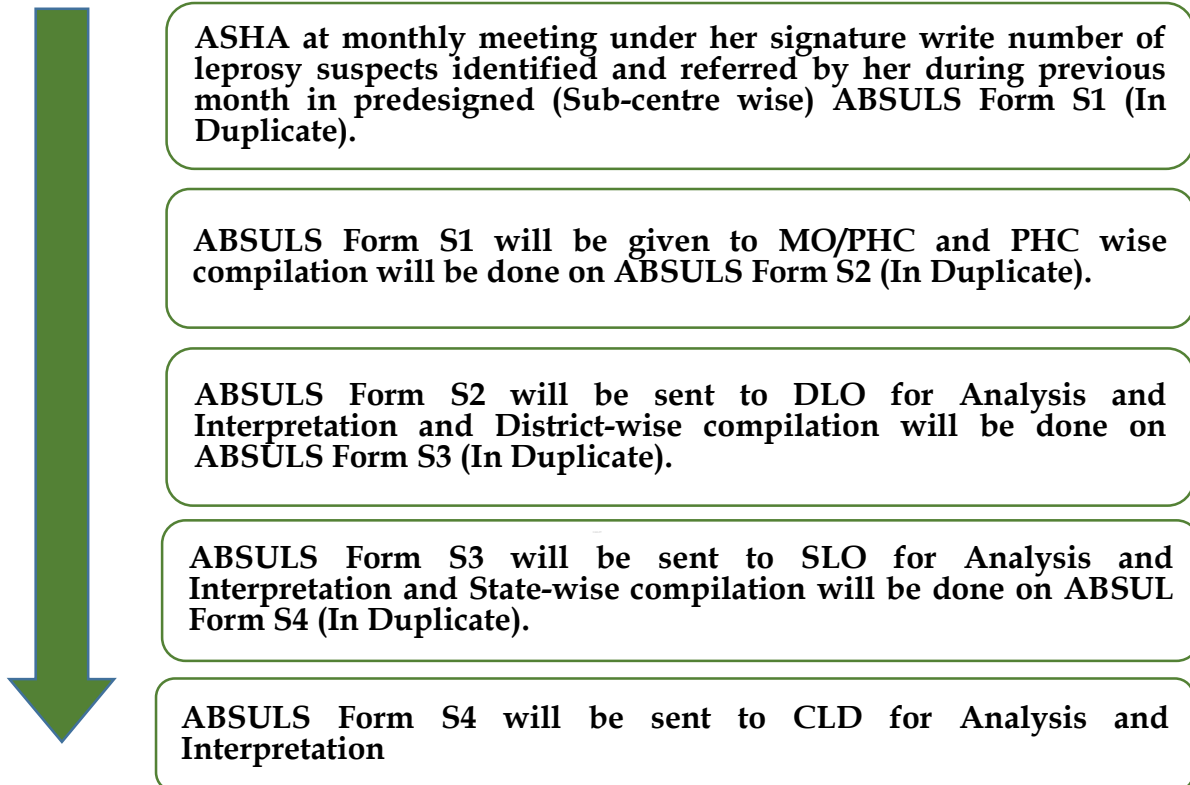 ASHA at monthly meeting under her signature write number of
leprosy suspects identified and referred by her during previous
month in predesigned (Sub-centre wise) ABSULS Form S1 (In
Duplicate).
ABSULS Form S1 will be given to MO/PHC and PHC wise
compilation will be done on ABSULS Form S2 (In Duplicate).
ABSULS Form S2 will be sent to DLO for Analysis and
Interpretation and District-wise compilation will be done on
ABSULS Form S3 (In Duplicate).
ABSULS Form S3 will be sent to SLO for Analysis and
Interpretation and State-wise compilation will be done on ABSUL
Form S4 (In Duplicate).
ABSULS Form S4 will be sent to CLD for Analysis and
Interpretation